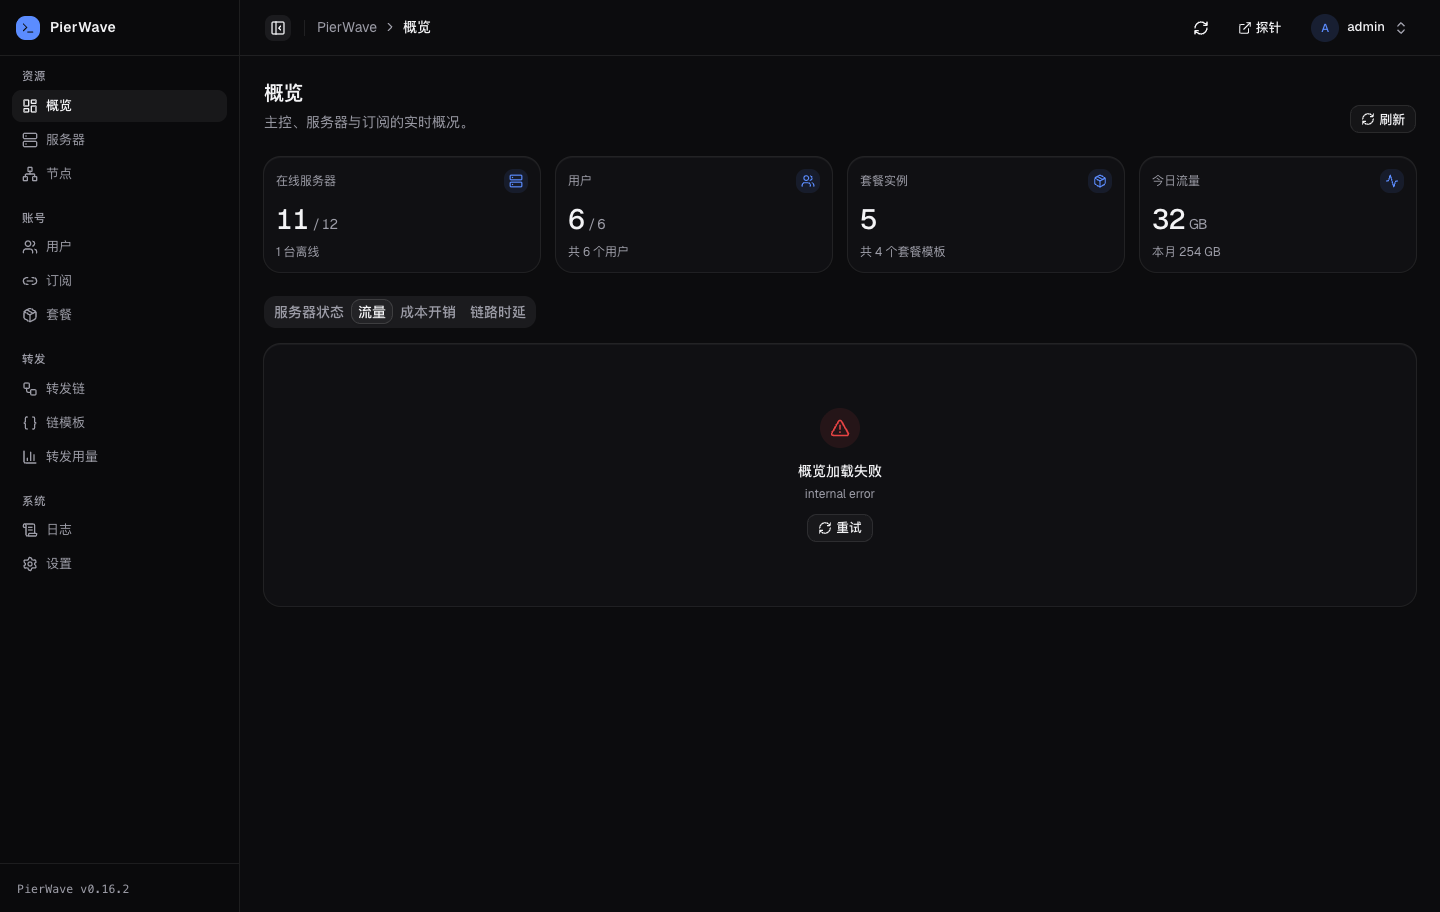 PierWave
PierWave > 概览
探针
A admin
资源
概览
服务器
节点
账号
用户
订阅
套餐
转发
转发链
链模板
转发用量
系统
日志
设置
PierWave v0.16.2
概览
主控、服务器与订阅的实时概况。
刷新
在线服务器
11 / 12
1 台离线
用户
6 / 6
共 6 个用户
套餐实例
5
共 4 个套餐模板
今日流量
32 GB
本月 254 GB
服务器状态 流量 成本开销 链路时延
概览加载失败
internal error
重试